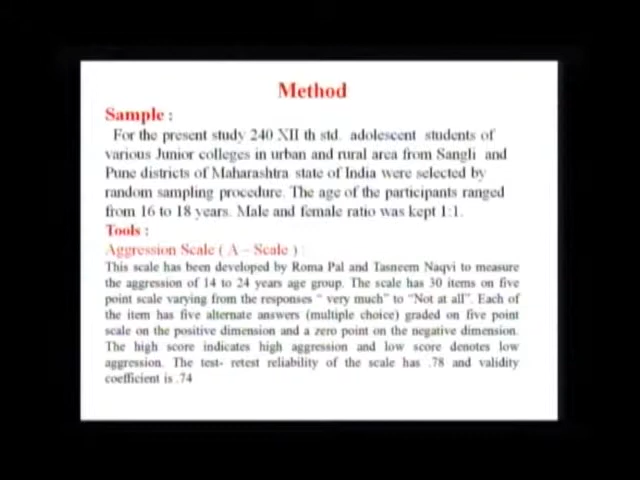 Method
Sample :
For the present study 240 XII th std. adolescent students of
various Junior colleges in urban and rural area from Sangli and
Pune districts of Maharashtra state of India were selected by
random sampling procedure. The age of the participants ranged
from 16 to 18 years. Male and female ratio was kept 1:1.
Tools :
Aggression Scale ( A – Scale ) :
This scale has been developed by Roma Pal and Tasneem Naqvi to measure
the aggression of 14 to 24 years age group. The scale has 30 items on five
point scale varying from the responses “ very much” to “Not at all”. Each of
the item has five alternate answers (multiple choice) graded on five point
scale on the positive dimension and a zero point on the negative dimension.
The high score indicates high aggression and low score denotes low
aggression. The test- retest reliability of the scale has .78 and validity
coefficient is .74